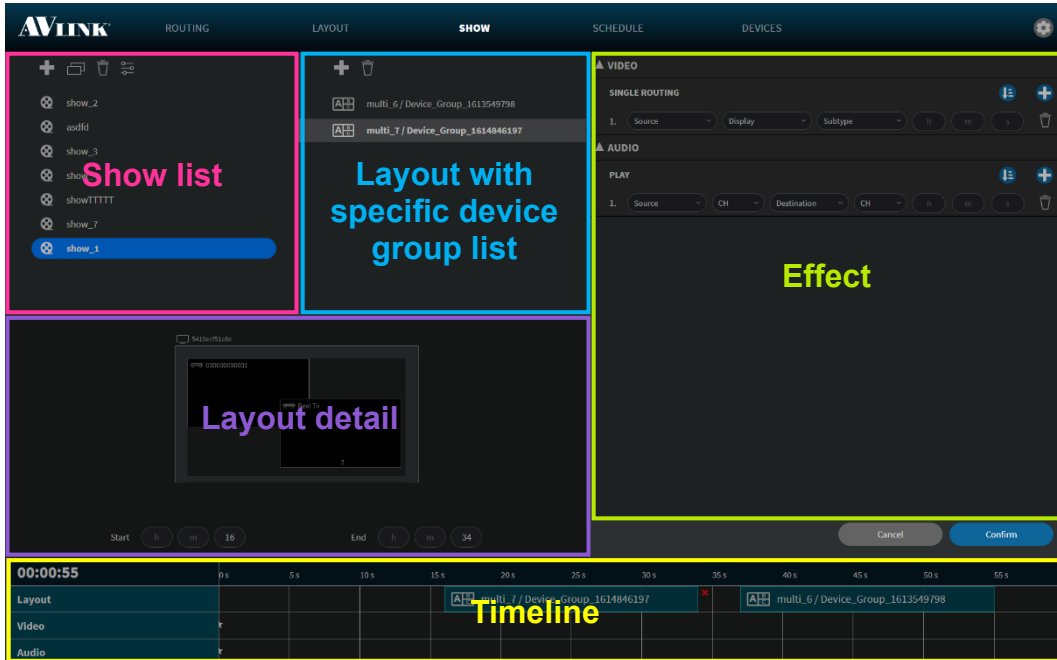 AVLINK ROUTING LAYOUT SHOW SCHEDULE DEVICES
show_2
asdfd
show_3
showTTTTT
show_7
show_1
Show list
multi_6 / Device_Group_1613549798
multi_7 / Device_Group_1614846197
Layout with
specific device
group list
VIDEO
SINGLE ROUTING
1. Source Display Subtype h m s
AUDIO
PLAY
1. Source CH Destination CH h m s
Effect
5410ecf51c8e
000000000001
Tx
2
Layout detail
Start h m 16 End h m 34
Cancel Confirm
00:00:55 0 s 5 s 10 s 15 s 20 s 25 s 30 s 35 s 40 s 45 s 50 s 55 s
Layout multi_7 / Device_Group_1614846197 multi_6 / Device_Group_1613549798
Timeline
Video
Audio